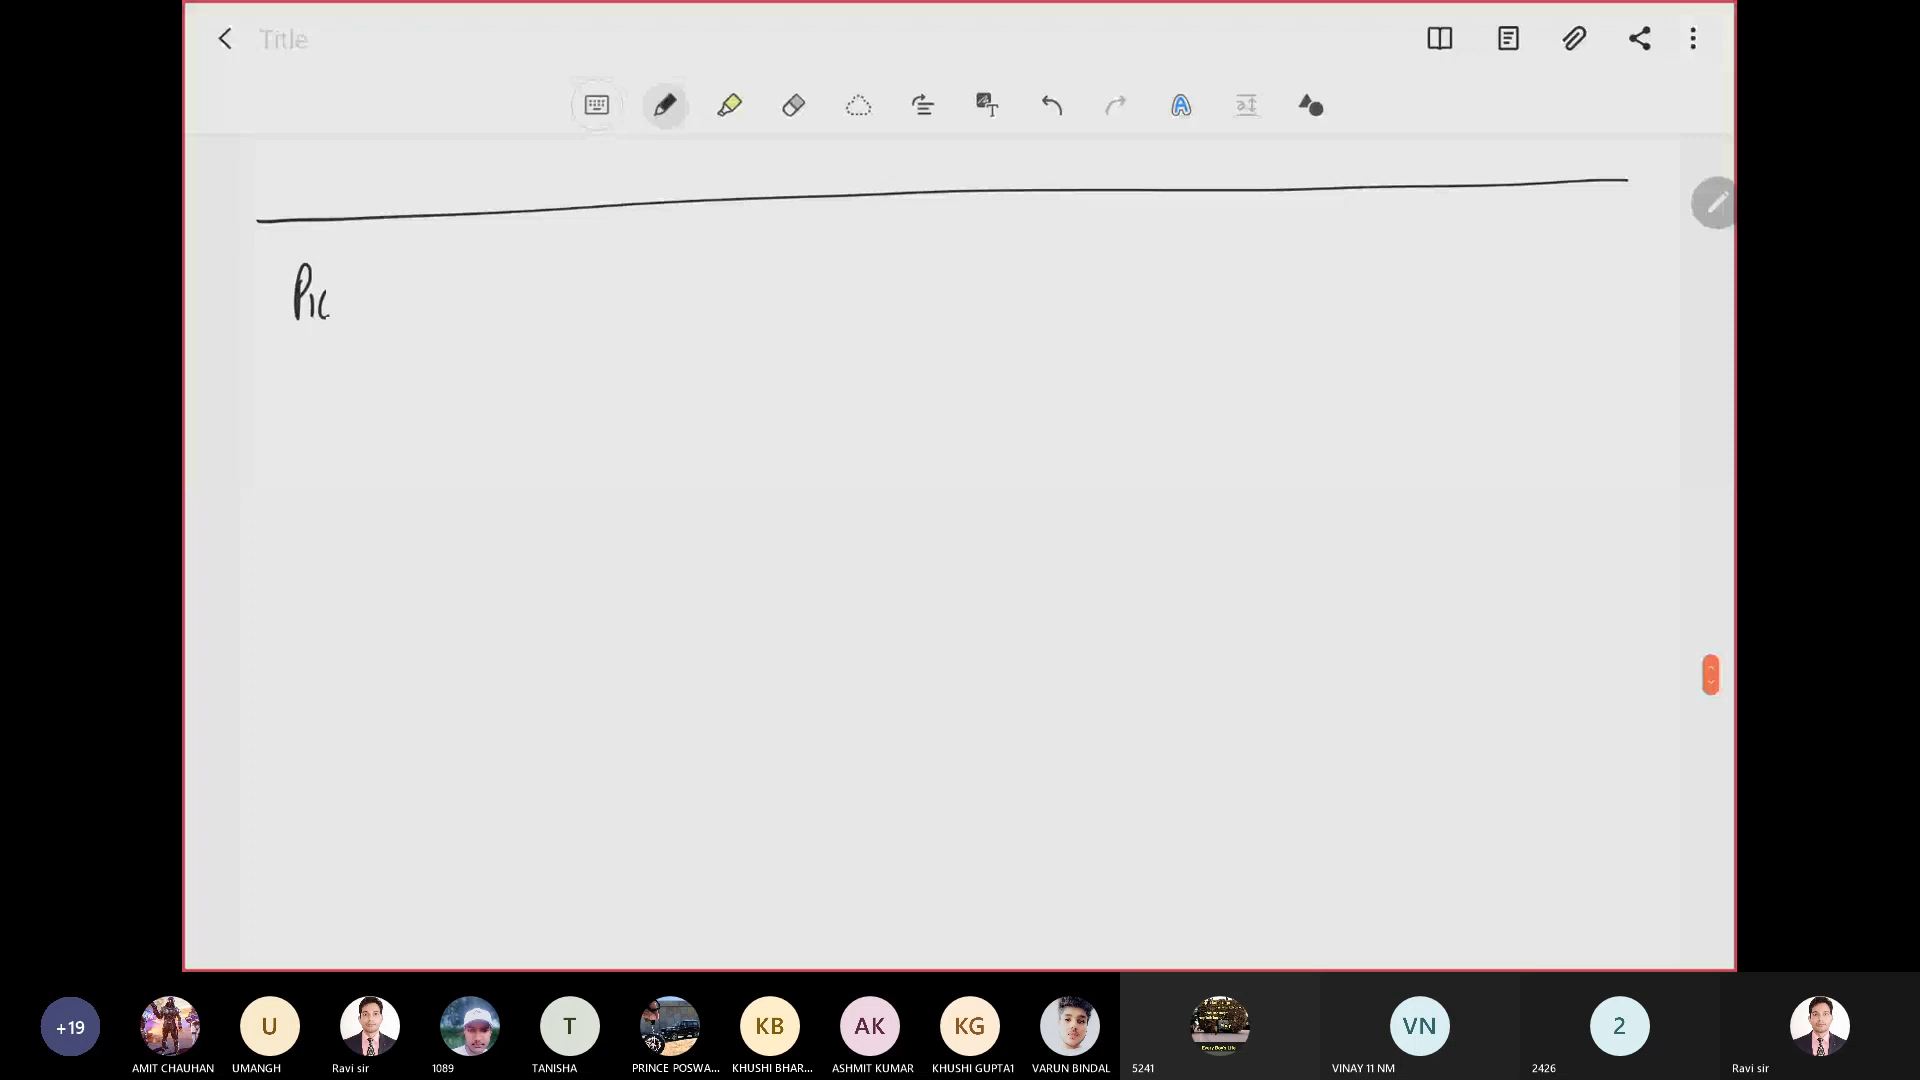 Title
Pic
+19
U
T
KB
AK
KG
VN
2
AMIT CHAUHAN
UMANGH
Ravi sir
1089
TANISHA
PRINCE POSWA...
KHUSHI BHAR...
ASHMIT KUMAR
KHUSHI GUPTA1
VARUN BINDAL
5241
VINAY 11 NM
2426
Ravi sir